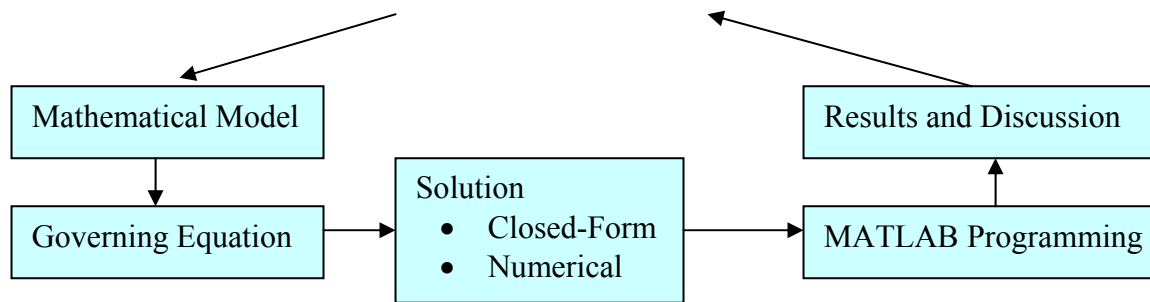 Mathematical Model
Results and Discussion
Solution
• Closed-Form
• Numerical
Governing Equation
MATLAB Programming